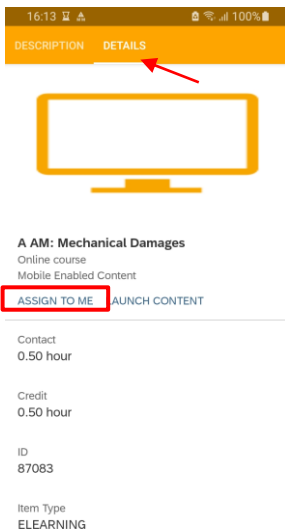 16:13 100%
DESCRIPTION DETAILS
A AM: Mechanical Damages
Online course
Mobile Enabled Content
ASSIGN TO ME LAUNCH CONTENT
Contact
0.50 hour
Credit
0.50 hour
ID
87083
Item Type
ELEARNING